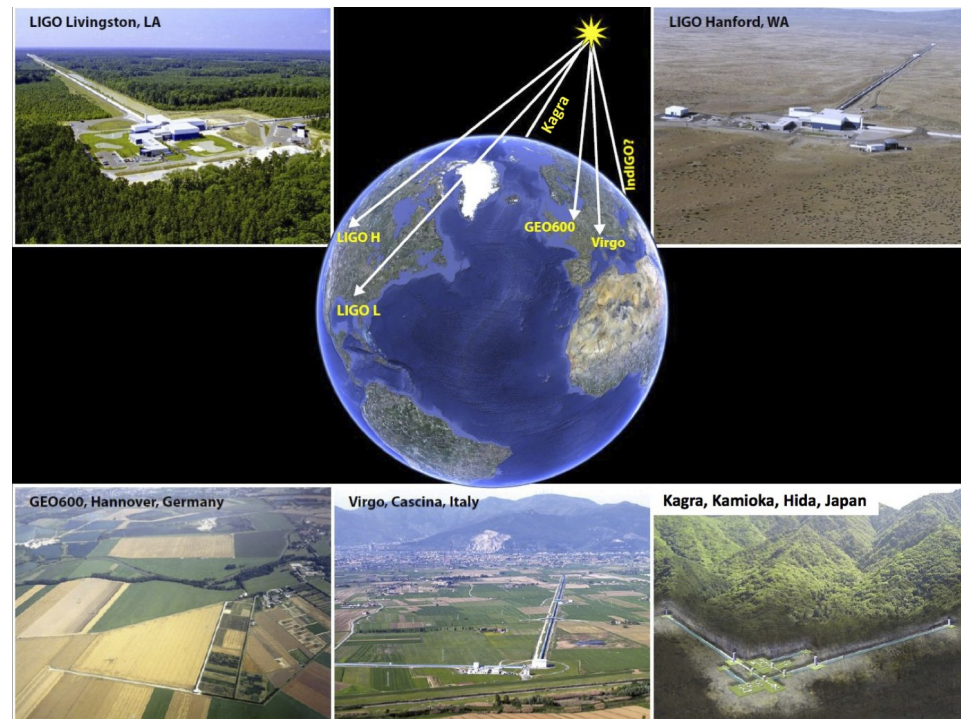 LIGO Livingston, LA
LIGO Hanford, WA
Kagra
IndIGO?
GEO600
Virgo
LIGO H
LIGO L
GEO600, Hannover, Germany
Virgo, Cascina, Italy
Kagra, Kamioka, Hida, Japan